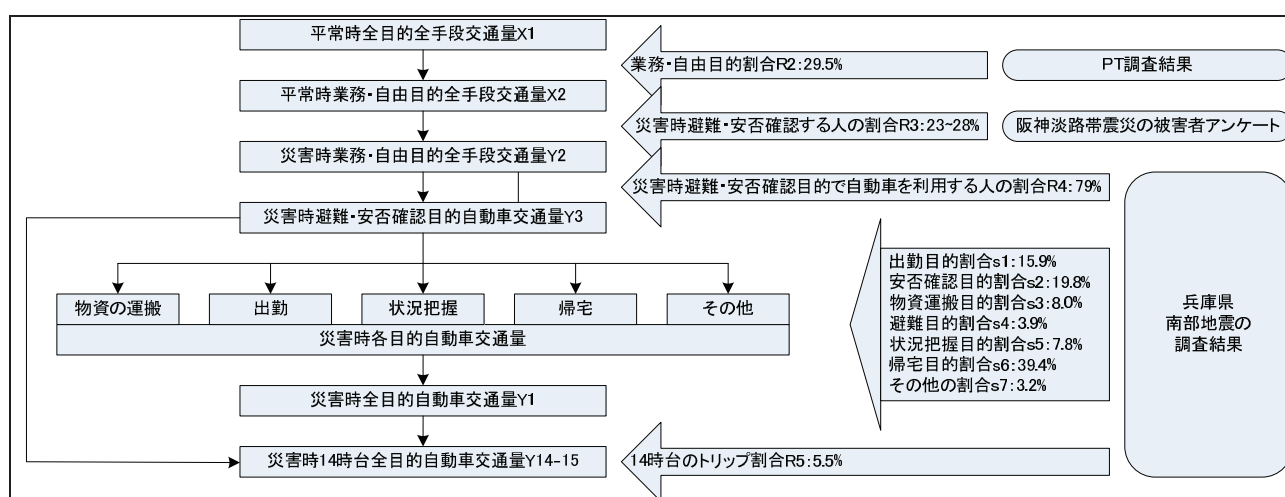 平常時全目的全手段交通量X1
業務・自由目的割合R2:29.5%
PT調査結果
平常時業務・自由目的全手段交通量X2
災害時避難・安否確認する人の割合R3:23~28%
阪神淡路帯震災の被害者アンケート
災害時業務・自由目的全手段交通量Y2
災害時避難・安否確認目的で自動車を利用する人の割合R4:79%
災害時避難・安否確認目的自動車交通量Y3
物資の運搬
出勤
状況把握
帰宅
その他
災害時各目的自動車交通量
出勤目的割合s1:15.9%
安否確認目的割合s2:19.8%
物資運搬目的割合s3:8.0%
避難目的割合s4:3.9%
状況把握目的割合s5:7.8%
帰宅目的割合s6:39.4%
その他の割合s7:3.2%
兵庫県
南部地震の
調査結果
災害時全目的自動車交通量Y1
災害時14時台全目的自動車交通量Y14-15
14時台のトリップ割合R5:5.5%